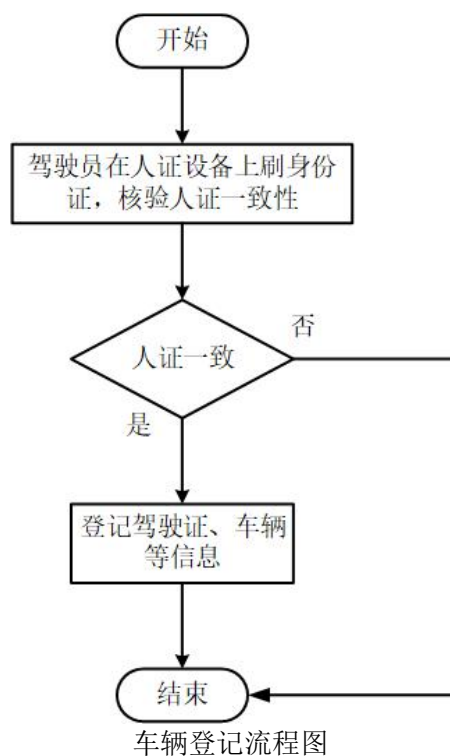 开始
驾驶员在人证设备上刷身份
证，核验人证一致性
否
人证一致
是
登记驾驶证、车辆
等信息
结束
车辆登记流程图